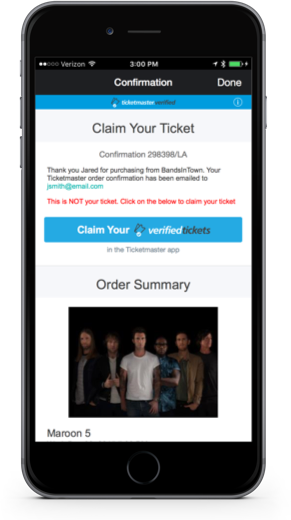 Verizon 3:00 PM
Confirmation Done
ticketmaster verified
Claim Your Ticket
Confirmation 298398/LA
Thank you Jared for purchasing from BandsInTown. Your
Ticketmaster order confirmation has been emailed to
jsmith@email.com
This is NOT your ticket. Click on the below to claim your ticket
Claim Your verifiedtickets
in the Ticketmaster app
Order Summary
Maroon 5